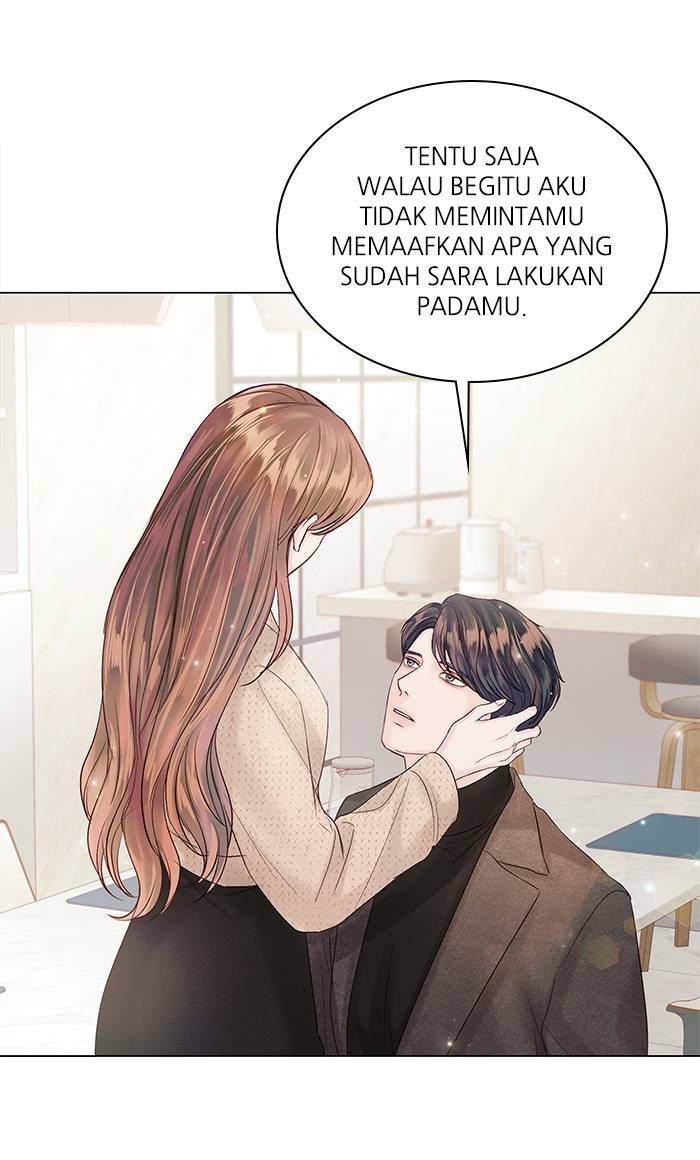 TENTU SAJA
WALAU BEGITU AKU
TIDAK MEMINTAMU
MEMAAFKAN APA YANG
SUDAH SARA LAKUKAN
PADAMU.